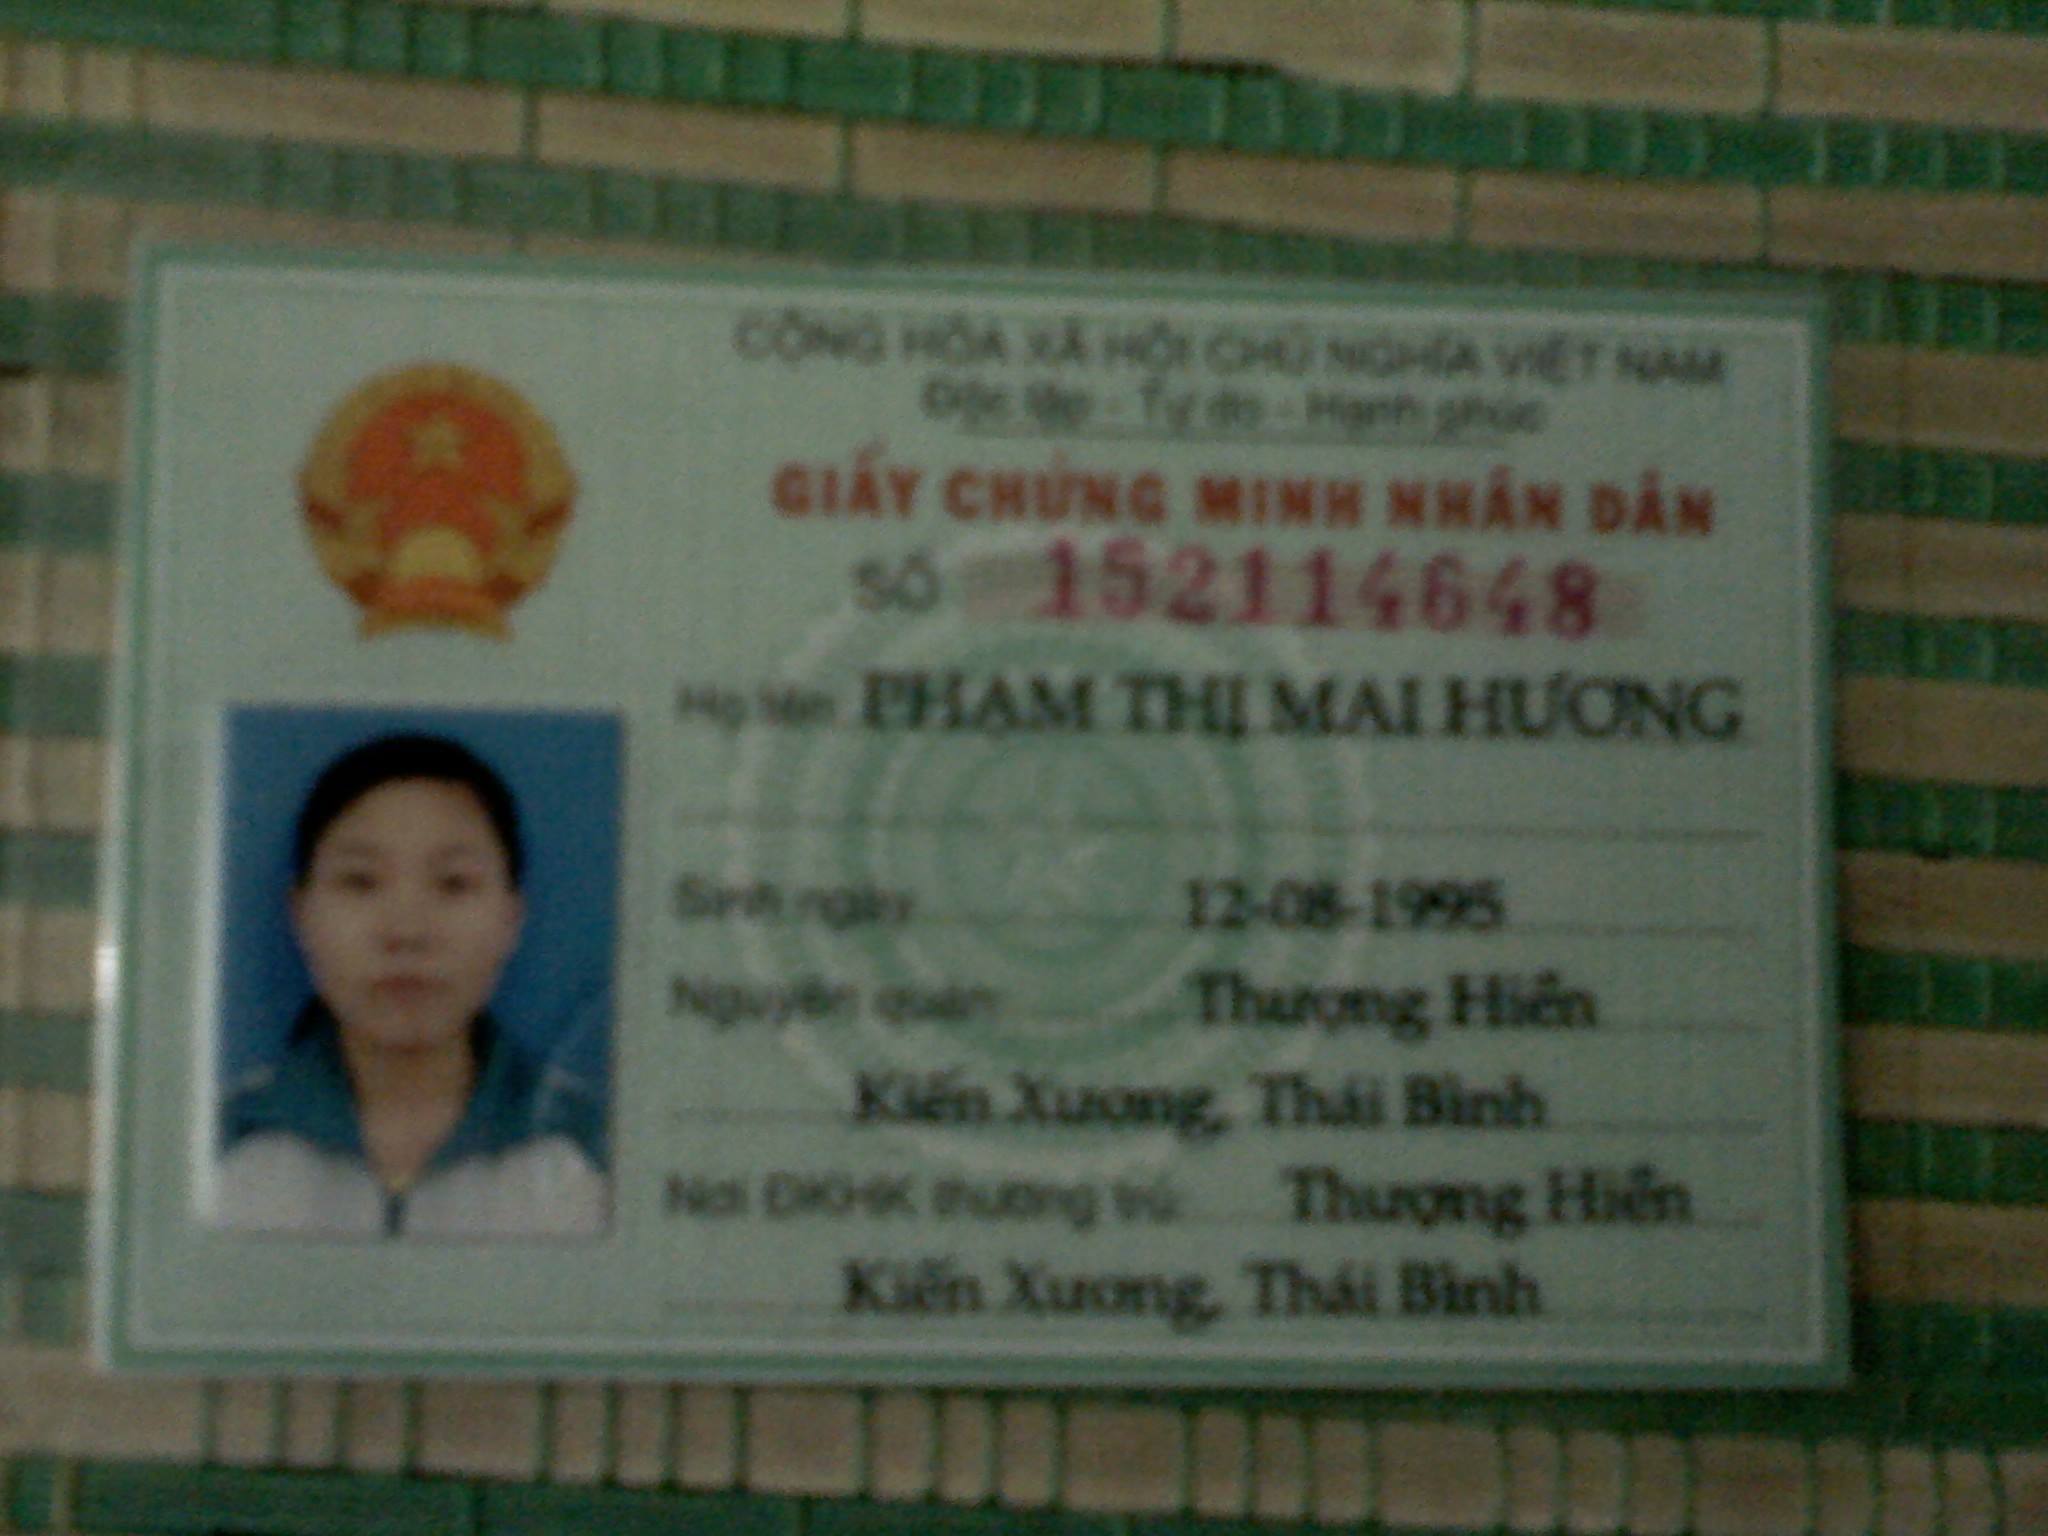 CỘNG HÒA XÃ HỘI CHỦ NGHĨA VIỆT NAM
Độc lập - Tự do - Hạnh phúc
GIẤY CHỨNG MINH NHÂN DÂN
SỐ 152114648
Họ tên PHẠM THỊ MAI HƯƠNG
Sinh ngày 12-08-1995
Nguyên quán Thượng Hiền
Kiến Xương, Thái Bình
Nơi ĐKHK thường trú Thượng Hiền
Kiến Xương, Thái Bình